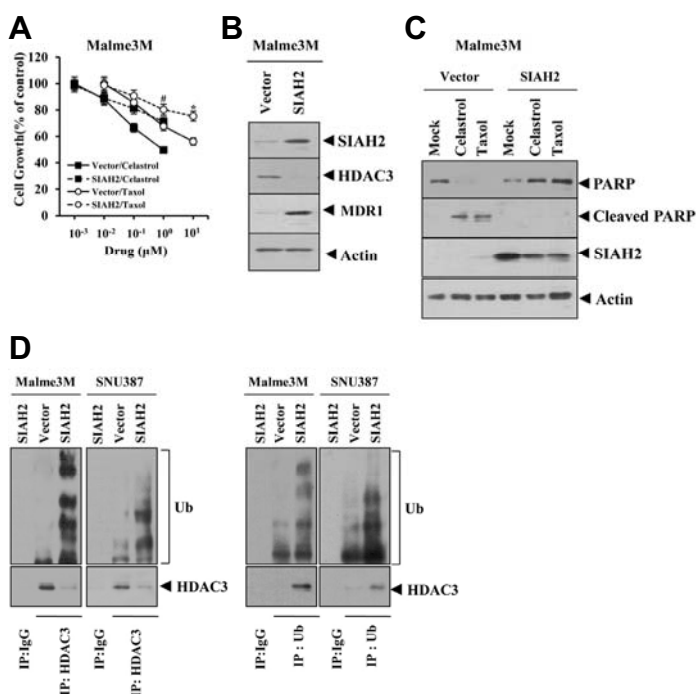 A
Malme3M
Cell Growth(% of control)
120
100
80
60
40
20
0
#
*
Vector/Celastrol
SIAH2/Celastrol
Vector/Taxol
SIAH2/Taxol
10-3 10-2 10-1 100 101
Drug (µM)
B
Malme3M
Vector
SIAH2
SIAH2
HDAC3
MDR1
Actin
C
Malme3M
Vector SIAH2
Mock
Celastrol
Taxol
Mock
Celastrol
Taxol
PARP
Cleaved PARP
SIAH2
Actin
D
Malme3M SNU387
SIAH2
Vector
SIAH2
SIAH2
Vector
SIAH2
Ub
HDAC3
IP:IgG
IP: HDAC3
IP:IgG
IP: HDAC3
Malme3M SNU387
SIAH2
Vector
SIAH2
SIAH2
Vector
SIAH2
Ub
HDAC3
IP:IgG
IP : Ub
IP:IgG
IP : Ub